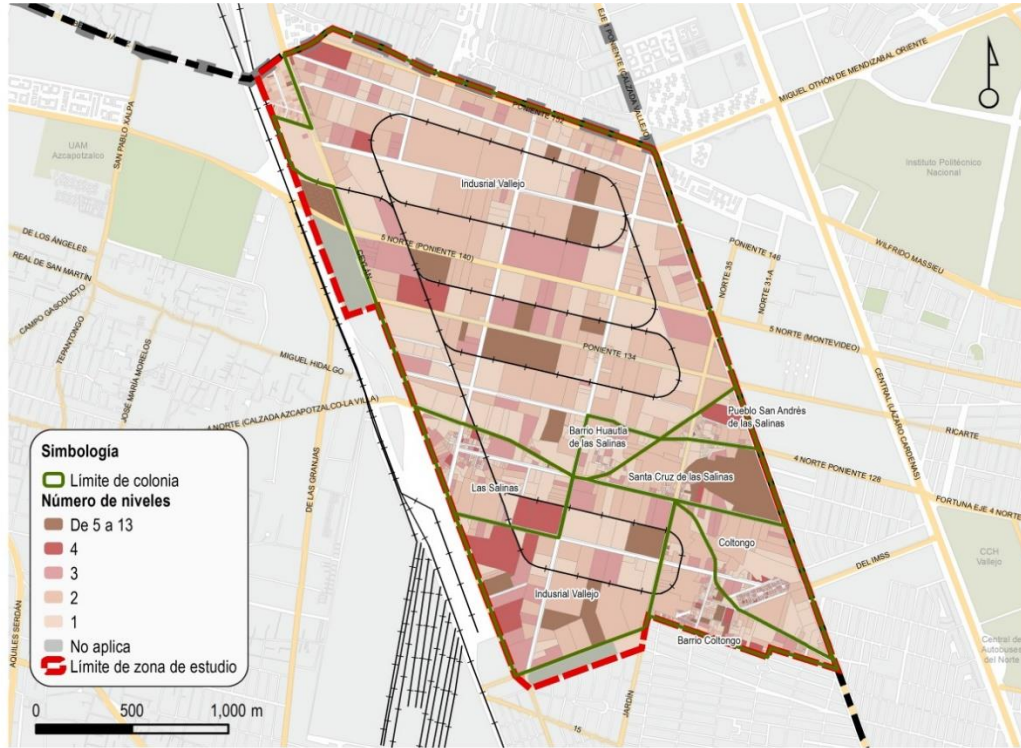 EJE 1 PONIENTE (CALZADA VALLEJO)
MIGUEL OTHÓN DE MENDIZABAL ORIENTE
PONIENTE 152
SAN PABLO XALPA
UAM
Azcapotzalco
Instituto Politécnico
Nacional
Indusrial Vallejo
DE LOS ÁNGELES
REAL DE SAN MARTÍN
CAMPO GASODUCTO
TEPANTONGO
JOSÉ MARÍA MORELOS
5 NORTE (PONIENTE 140)
PONIENTE 146
NORTE 35
NORTE 31-A
WILFRIDO MASSIEU
5 NORTE (MONTEVIDEO)
MIGUEL HIDALGO
PONIENTE 134
CENTRAL (LÁZARO CÁRDENAS)
4 NORTE (CALZADA AZCAPOTZALCO-LA VILLA)
RICARTE
Pueblo San Andrés
de las Salinas
Barrio Huautla
de las Salinas
4 NORTE PONIENTE 128
Santa Cruz de las Salinas
Las Salinas
FORTUNA EJE 4 NORTE
DE LAS GRANJAS
Coltongo
DEL IMSS
CCH
Vallejo
Indusrial Vallejo
Barrio Coltongo
Central de
Autobuses
del Norte
AQUILES SERDÁN
JARDÍN
15
Simbología
Límite de colonia
Número de niveles
De 5 a 13
4
3
2
1
No aplica
Límite de zona de estudio
0 500 1,000 m